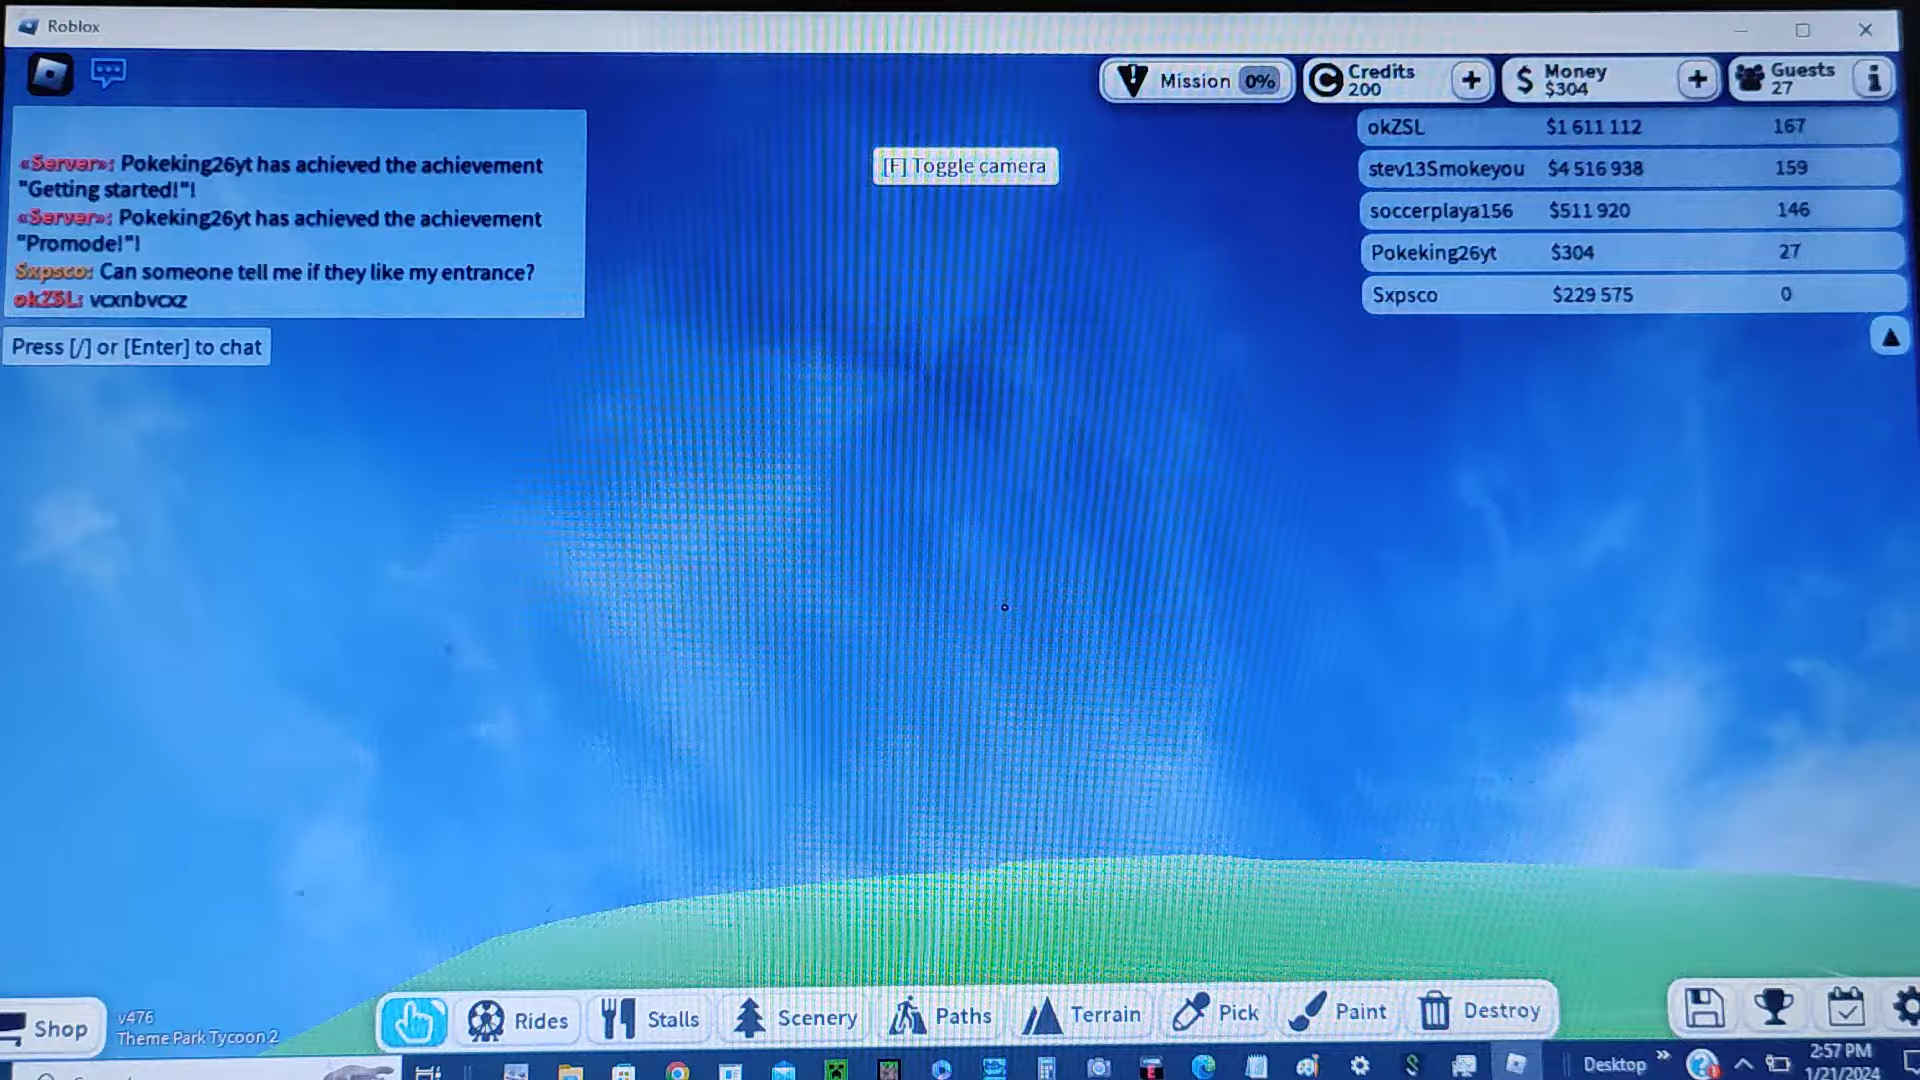 Roblox
Mission 0%
Credits
200
Money
$304
Guests
27
«Server»: Pokeking26yt has achieved the achievement
"Getting started!"!
«Server»: Pokeking26yt has achieved the achievement
"Promode!"!
Sxpsco: Can someone tell me if they like my entrance?
okZSL: vcxnbvcxz
Press [/] or [Enter] to chat
[F] Toggle camera
okZSL $1 611 112 167
stev13Smokeyou $4 516 938 159
soccerplaya156 $511 920 146
Pokeking26yt $304 27
Sxpsco $229 575 0
Shop
v476
Theme Park Tycoon 2
Rides
Stalls
Scenery
Paths
Terrain
Pick
Paint
Destroy
Desktop
2:57 PM
1/21/2024